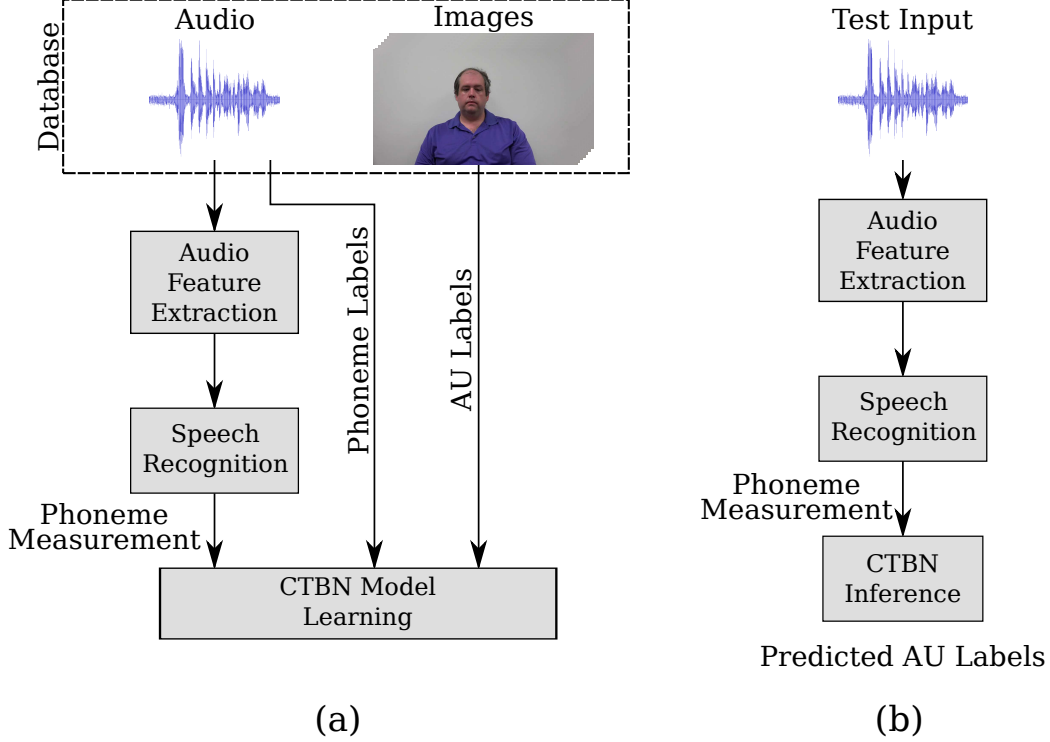 Audio
Images
Database
Audio
Feature
Extraction
Phoneme Labels
AU Labels
Speech
Recognition
Phoneme
Measurement
CTBN Model
Learning
(a)
Test Input
Audio
Feature
Extraction
Speech
Recognition
Phoneme
Measurement
CTBN
Inference
Predicted AU Labels
(b)